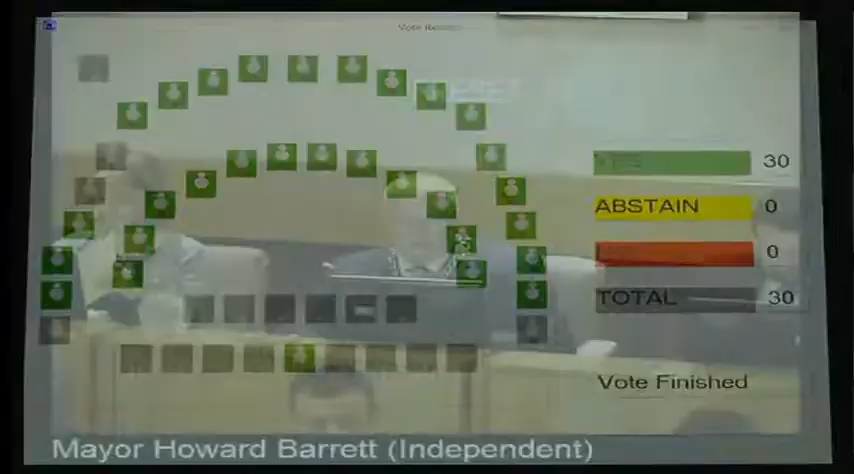 Vote Results
30
ABSTAIN 0
0
TOTAL 30
Vote Finished
Mayor Howard Barrett (Independent)